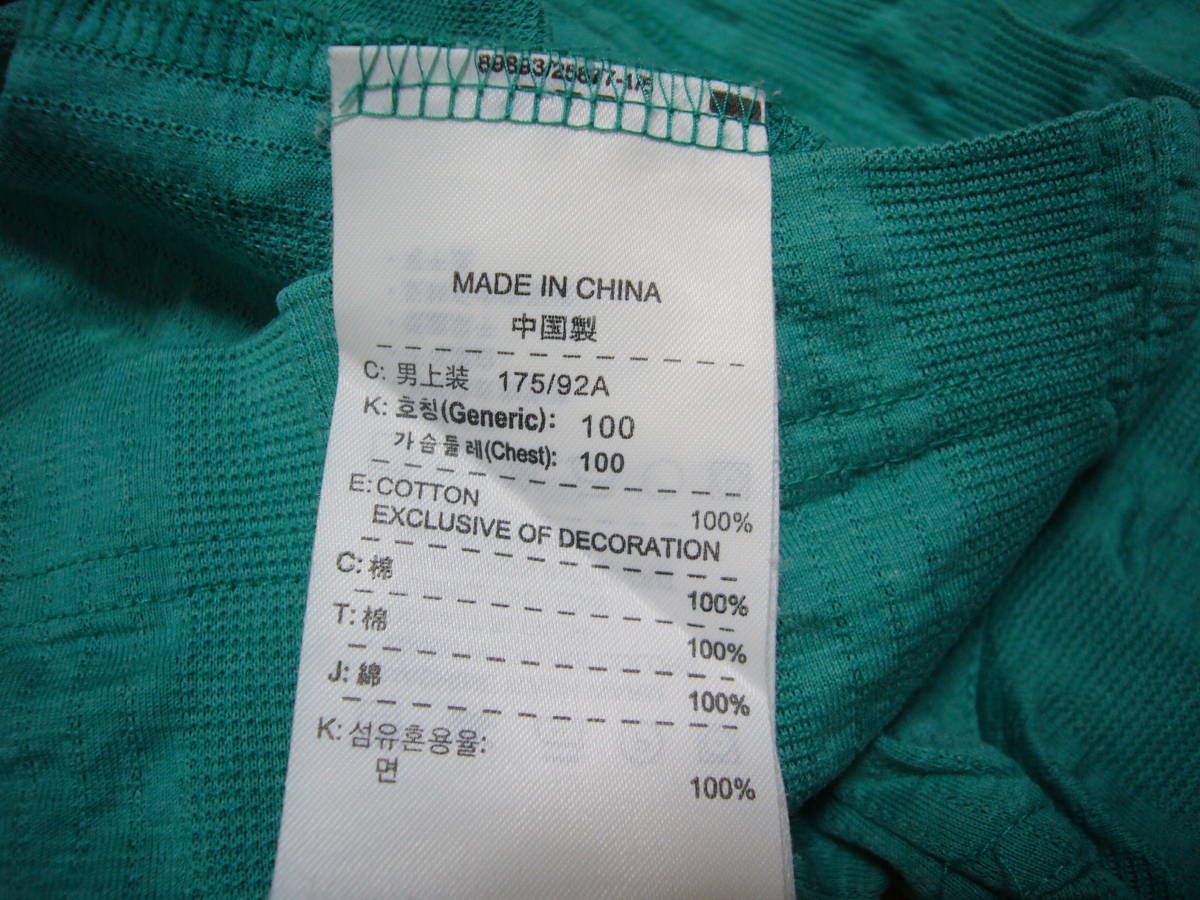 MADE IN CHINA
中国製
C: 男上装 175/92A
K: 호칭(Generic): 100
가슴둘레(Chest): 100
E: COTTON 100%
EXCLUSIVE OF DECORATION
C: 棉 100%
T: 棉 100%
J: 綿 100%
K: 섬유혼용율:
면 100%